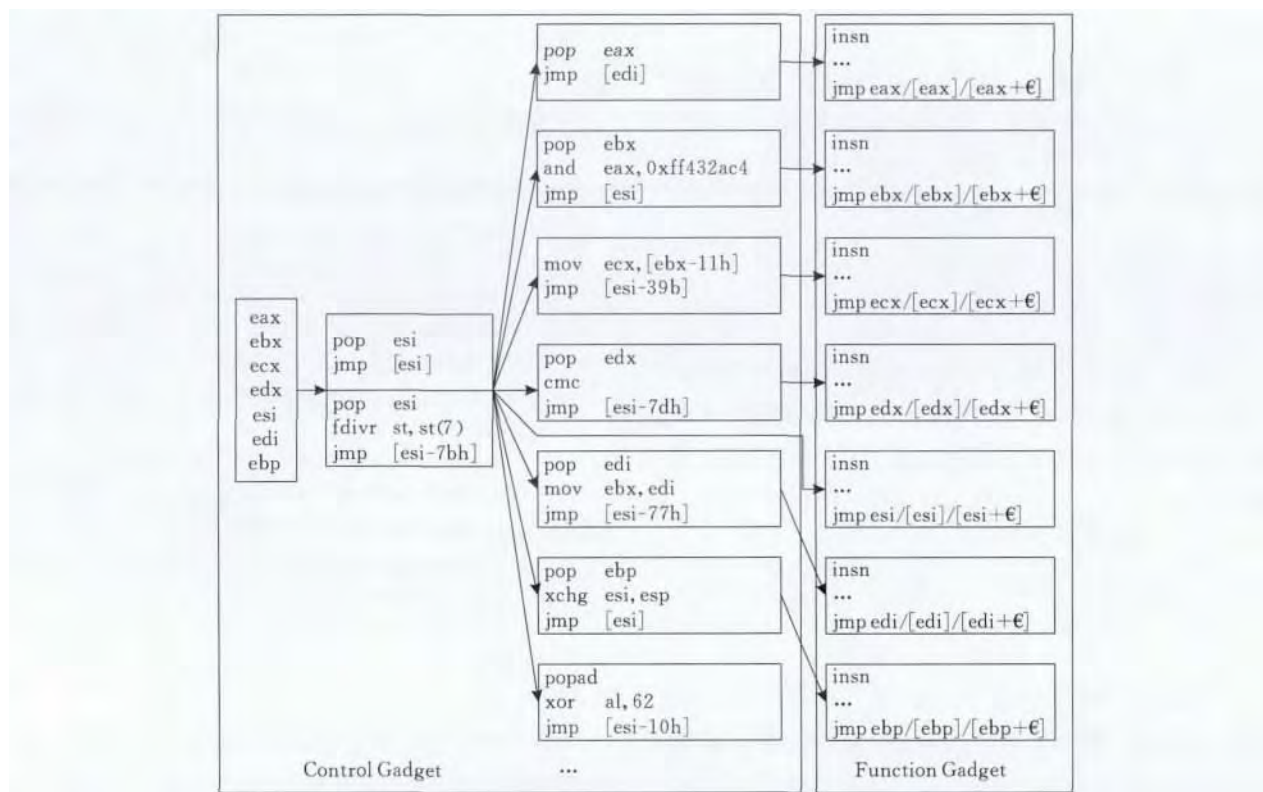 eax
ebx
ecx
edx
esi
edi
ebp
pop esi
jmp [esi]
pop esi
fdivr st, st(7)
jmp [esi-7bh]
pop eax
jmp [edi]
pop ebx
and eax, 0xff432ac4
jmp [esi]
mov ecx, [ebx-11h]
jmp [esi-39b]
pop edx
cmc
jmp [esi-7dh]
pop edi
mov ebx, edi
jmp [esi-77h]
pop ebp
xchg esi, esp
jmp [esi]
popad
xor al, 62
jmp [esi-10h]
Control Gadget ...
insn
...
jmp eax/[eax]/[eax+€]
insn
...
jmp ebx/[ebx]/[ebx+€]
insn
...
jmp ecx/[ecx]/[ecx+€]
insn
...
jmp edx/[edx]/[edx+€]
insn
...
jmp esi/[esi]/[esi+€]
insn
...
jmp edi/[edi]/[edi+€]
insn
...
jmp ebp/[ebp]/[ebp+€]
Function Gadget